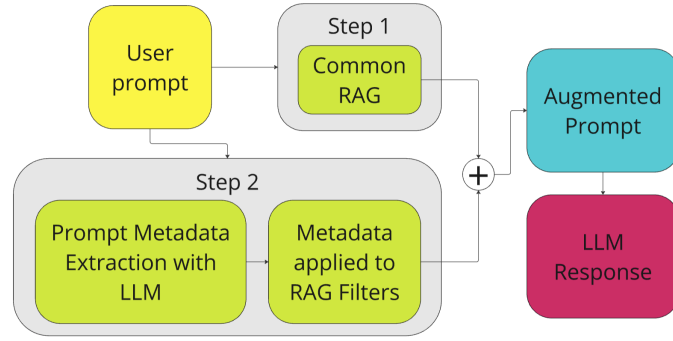 User
prompt
Step 1
Common
RAG
Step 2
Prompt Metadata
Extraction with
LLM
Metadata
applied to
RAG Filters
+
Augmented
Prompt
LLM
Response